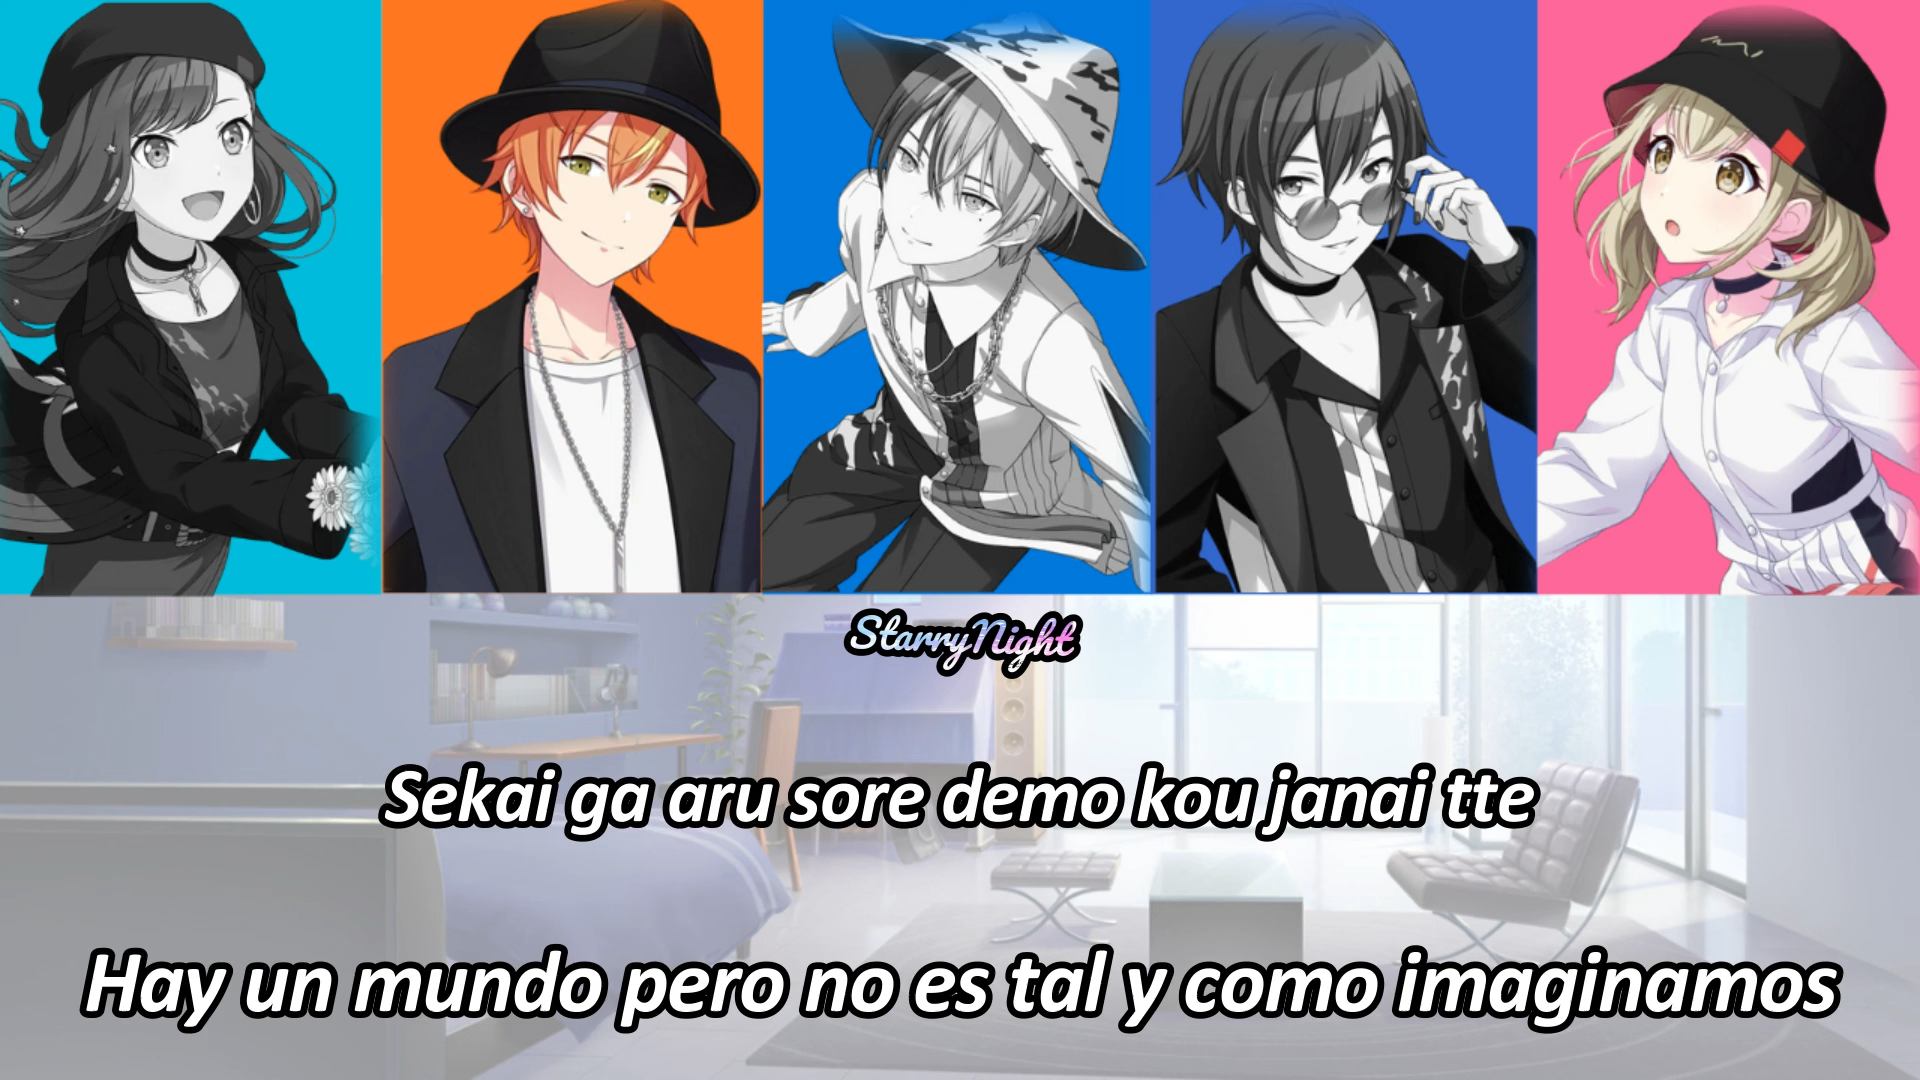 StarryNight
Sekai ga aru sore demo kou janai tte
Hay un mundo pero no es tal y como imaginamos